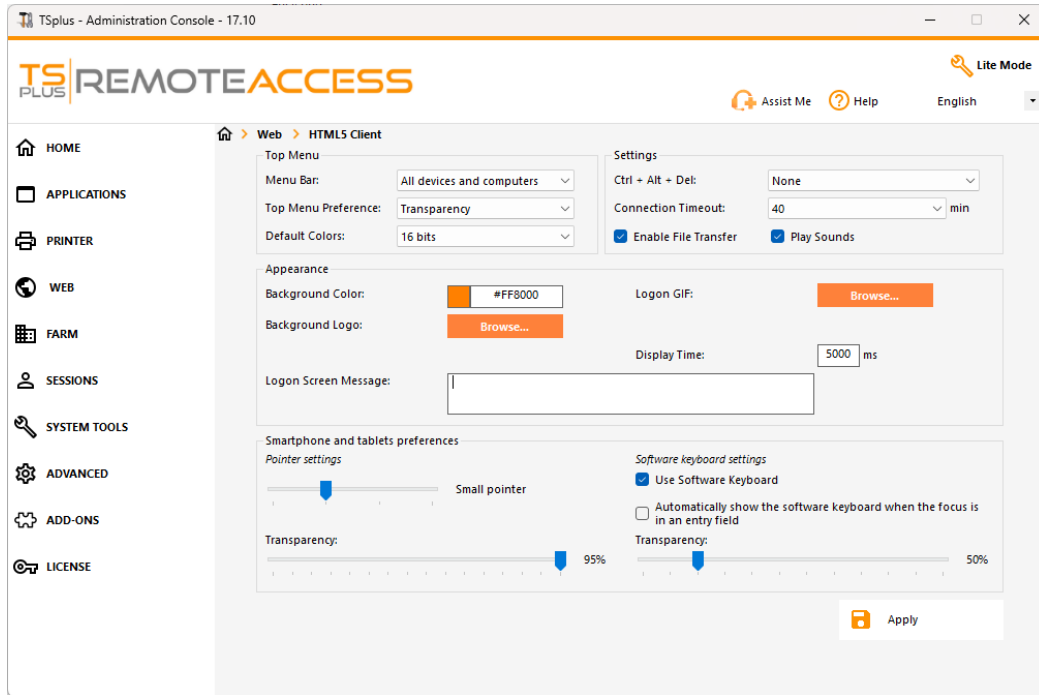 TSplus - Administration Console - 17.10
TS PLUS REMOTEACCESS
Lite Mode
Assist Me
Help
English
HOME
APPLICATIONS
PRINTER
WEB
FARM
SESSIONS
SYSTEM TOOLS
ADVANCED
ADD-ONS
LICENSE
Web > HTML5 Client
Top Menu
Menu Bar: All devices and computers
Top Menu Preference: Transparency
Default Colors: 16 bits
Settings
Ctrl + Alt + Del: None
Connection Timeout: 40 min
Enable File Transfer Play Sounds
Appearance
Background Color: #FF8000 Logon GIF: Browse...
Background Logo: Browse...
Display Time: 5000 ms
Logon Screen Message:
Smartphone and tablets preferences
Pointer settings
Small pointer
Transparency:
95%
Software keyboard settings
Use Software Keyboard
Automatically show the software keyboard when the focus is
in an entry field
Transparency:
50%
Apply